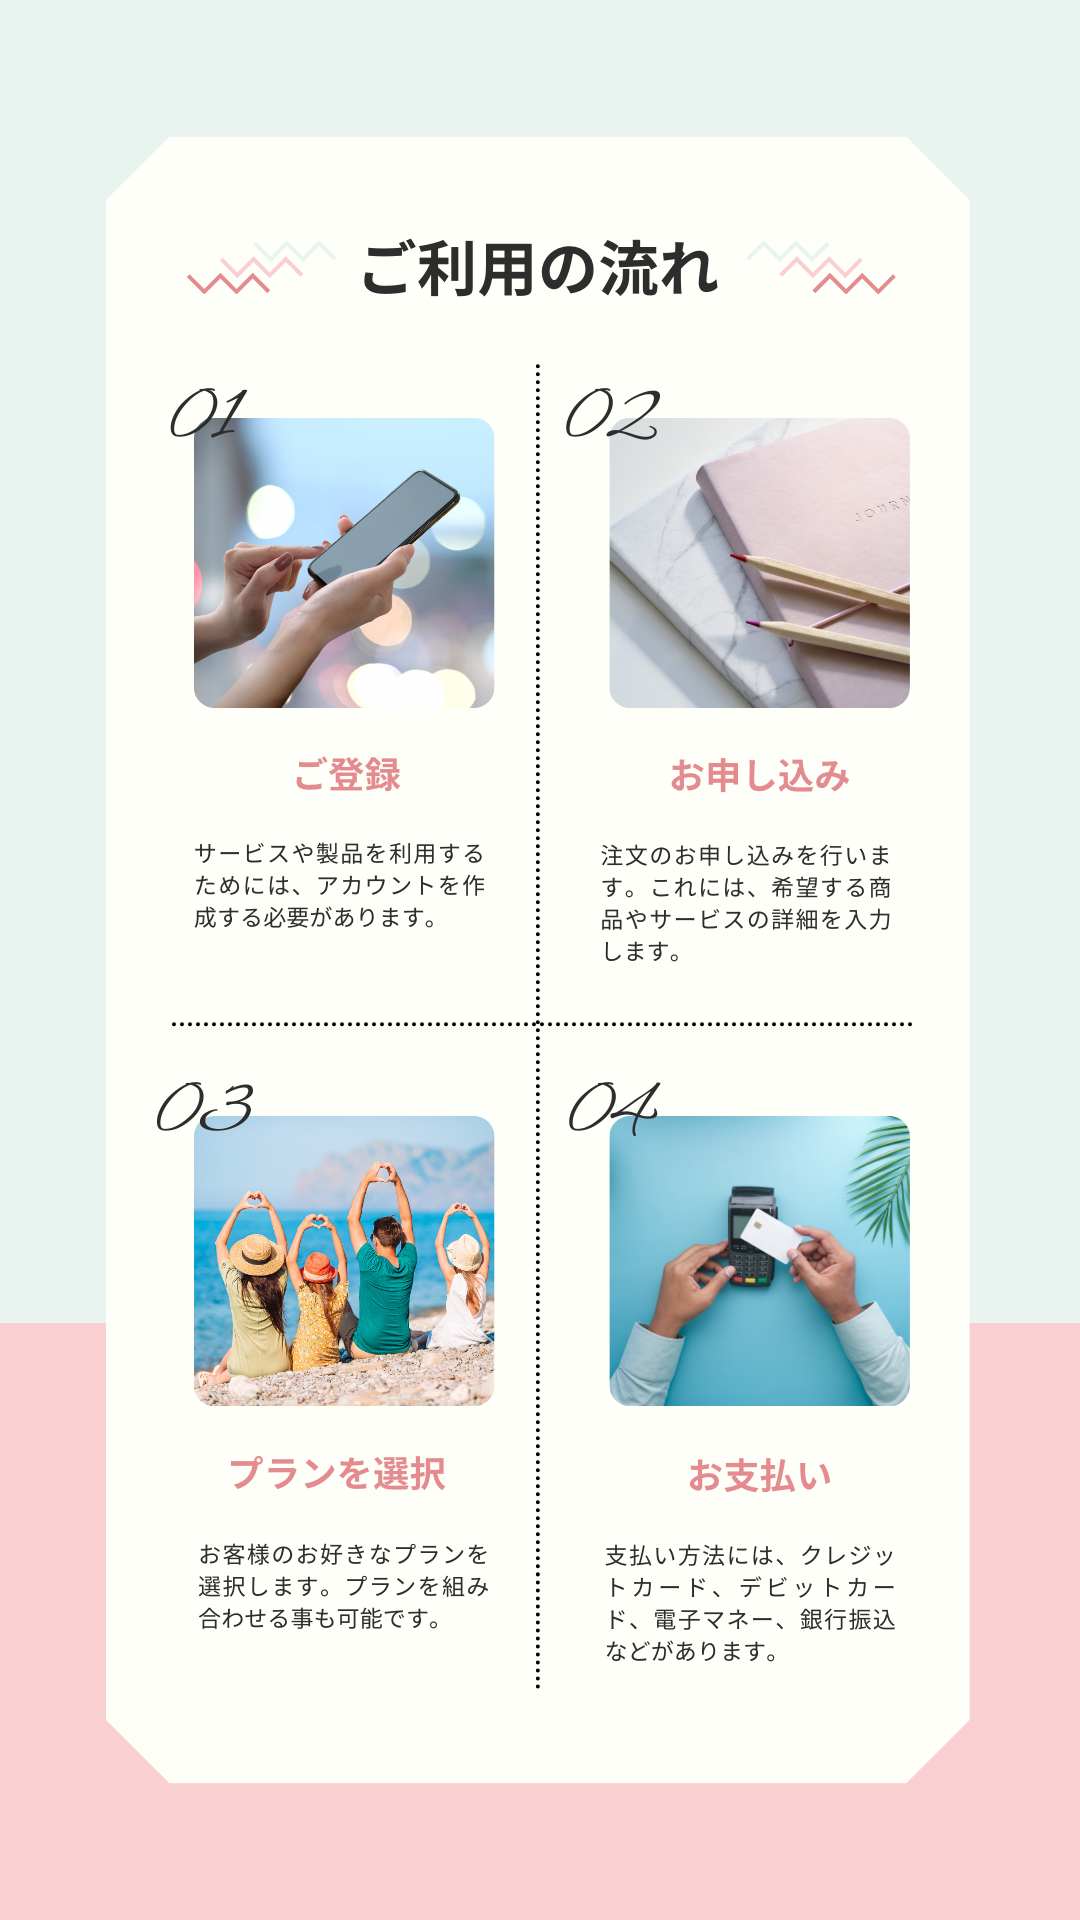 ご利用の流れ
01
ご登録
サービスや製品を利用する
ためには、アカウントを作
成する必要があります。
02
JOURN
お申し込み
注文のお申し込みを行いま
す。これには、希望する商
品やサービスの詳細を入力
します。
03
プランを選択
お客様のお好きなプランを
選択します。プランを組み
合わせる事も可能です。
04
お支払い
支払い方法には、クレジッ
トカード、デビットカー
ド、電子マネー、銀行振込
などがあります。